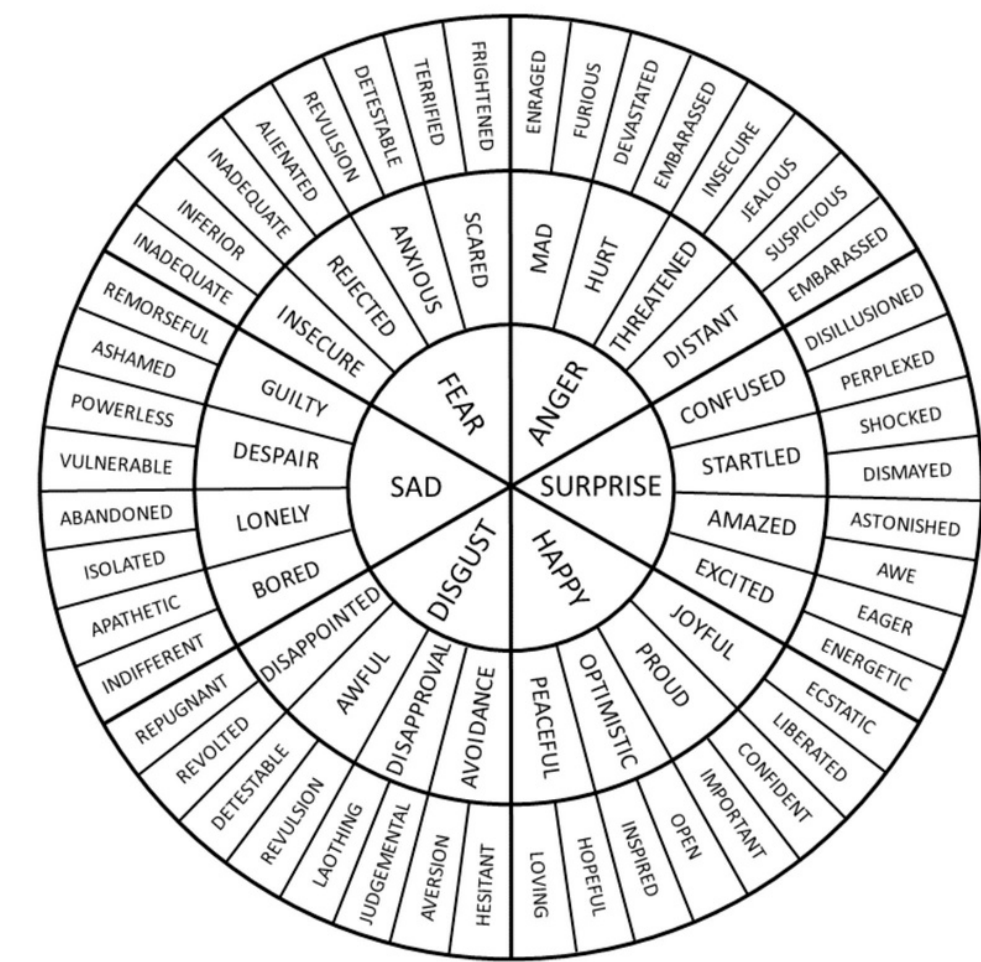 FEAR
ANGER
SURPRISE
HAPPY
DISGUST
SAD
MAD
HURT
THREATENED
DISTANT
CONFUSED
STARTLED
AMAZED
EXCITED
JOYFUL
PROUD
OPTIMISTIC
PEACEFUL
AVOIDANCE
DISAPPROVAL
AWFUL
DISAPPOINTED
BORED
LONELY
DESPAIR
GUILTY
INSECURE
REJECTED
ANXIOUS
SCARED
ENRAGED
FURIOUS
DEVASTATED
EMBARASSED
INSECURE
JEALOUS
SUSPICIOUS
EMBARASSED
DISILLUSIONED
PERPLEXED
SHOCKED
DISMAYED
ASTONISHED
AWE
EAGER
ENERGETIC
ECSTATIC
LIBERATED
CONFIDENT
IMPORTANT
OPEN
INSPIRED
HOPEFUL
LOVING
HESITANT
AVERSION
JUDGEMENTAL
LAOTHING
REVULSION
DETESTABLE
REVOLTED
REPUGNANT
INDIFFERENT
APATHETIC
ISOLATED
ABANDONED
VULNERABLE
POWERLESS
ASHAMED
REMORSEFUL
INADEQUATE
INFERIOR
INADEQUATE
ALIENATED
REVULSION
DETESTABLE
TERRIFIED
FRIGHTENED